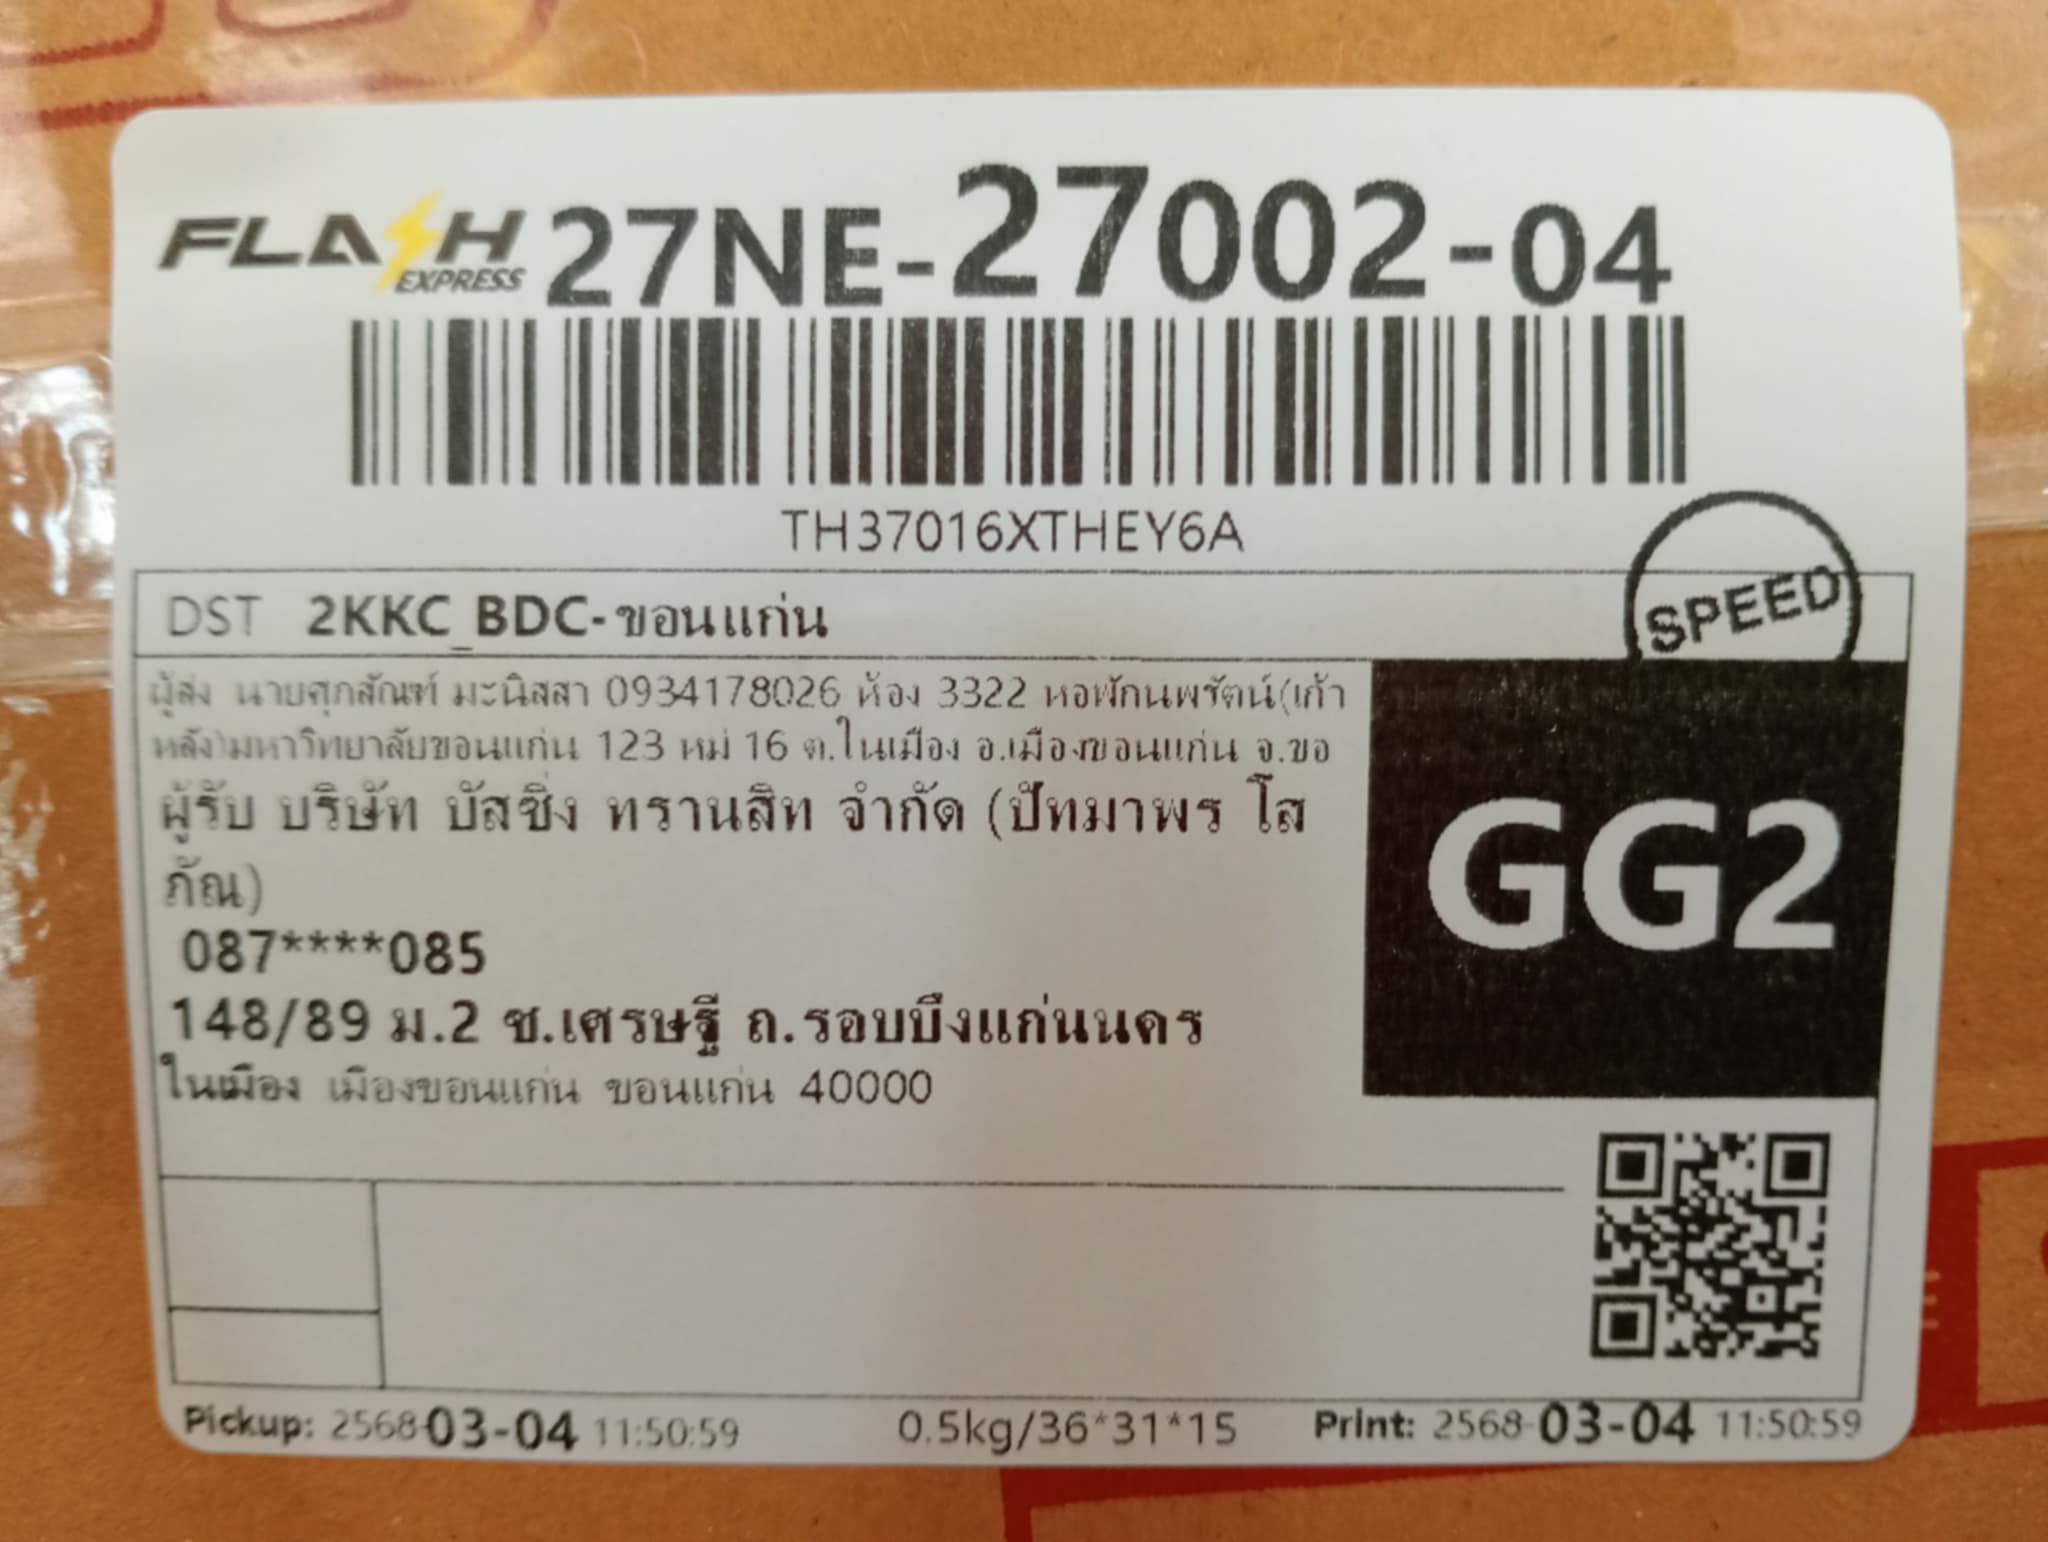 FLASH EXPRESS 27NE-27002-04
TH37016XTHEY6A
SPEED
DST 2KKC_BDC-ขอนแก่น
ผู้ส่ง นายศุภสัณฑ์ มะนิสสา 0934178026 ห้อง 3322 หอพักนพรัตน์(เก้า
หลัง)มหาวิทยาลัยขอนแก่น 123 หมู่ 16 ต.ในเมือง อ.เมืองขอนแก่น จ.ขอ
ผู้รับ บริษัท บัสซิ่ง ทรานสิท จำกัด (ปัทมาพร โส
ภัณ)
087****085
148/89 ม.2 ซ.เศรษฐี ถ.รอบบึงแก่นนคร
ในเมือง เมืองขอนแก่น ขอนแก่น 40000
GG2
Pickup: 2568-03-04 11:50:59 0.5kg/36*31*15 Print: 2568-03-04 11:50:59